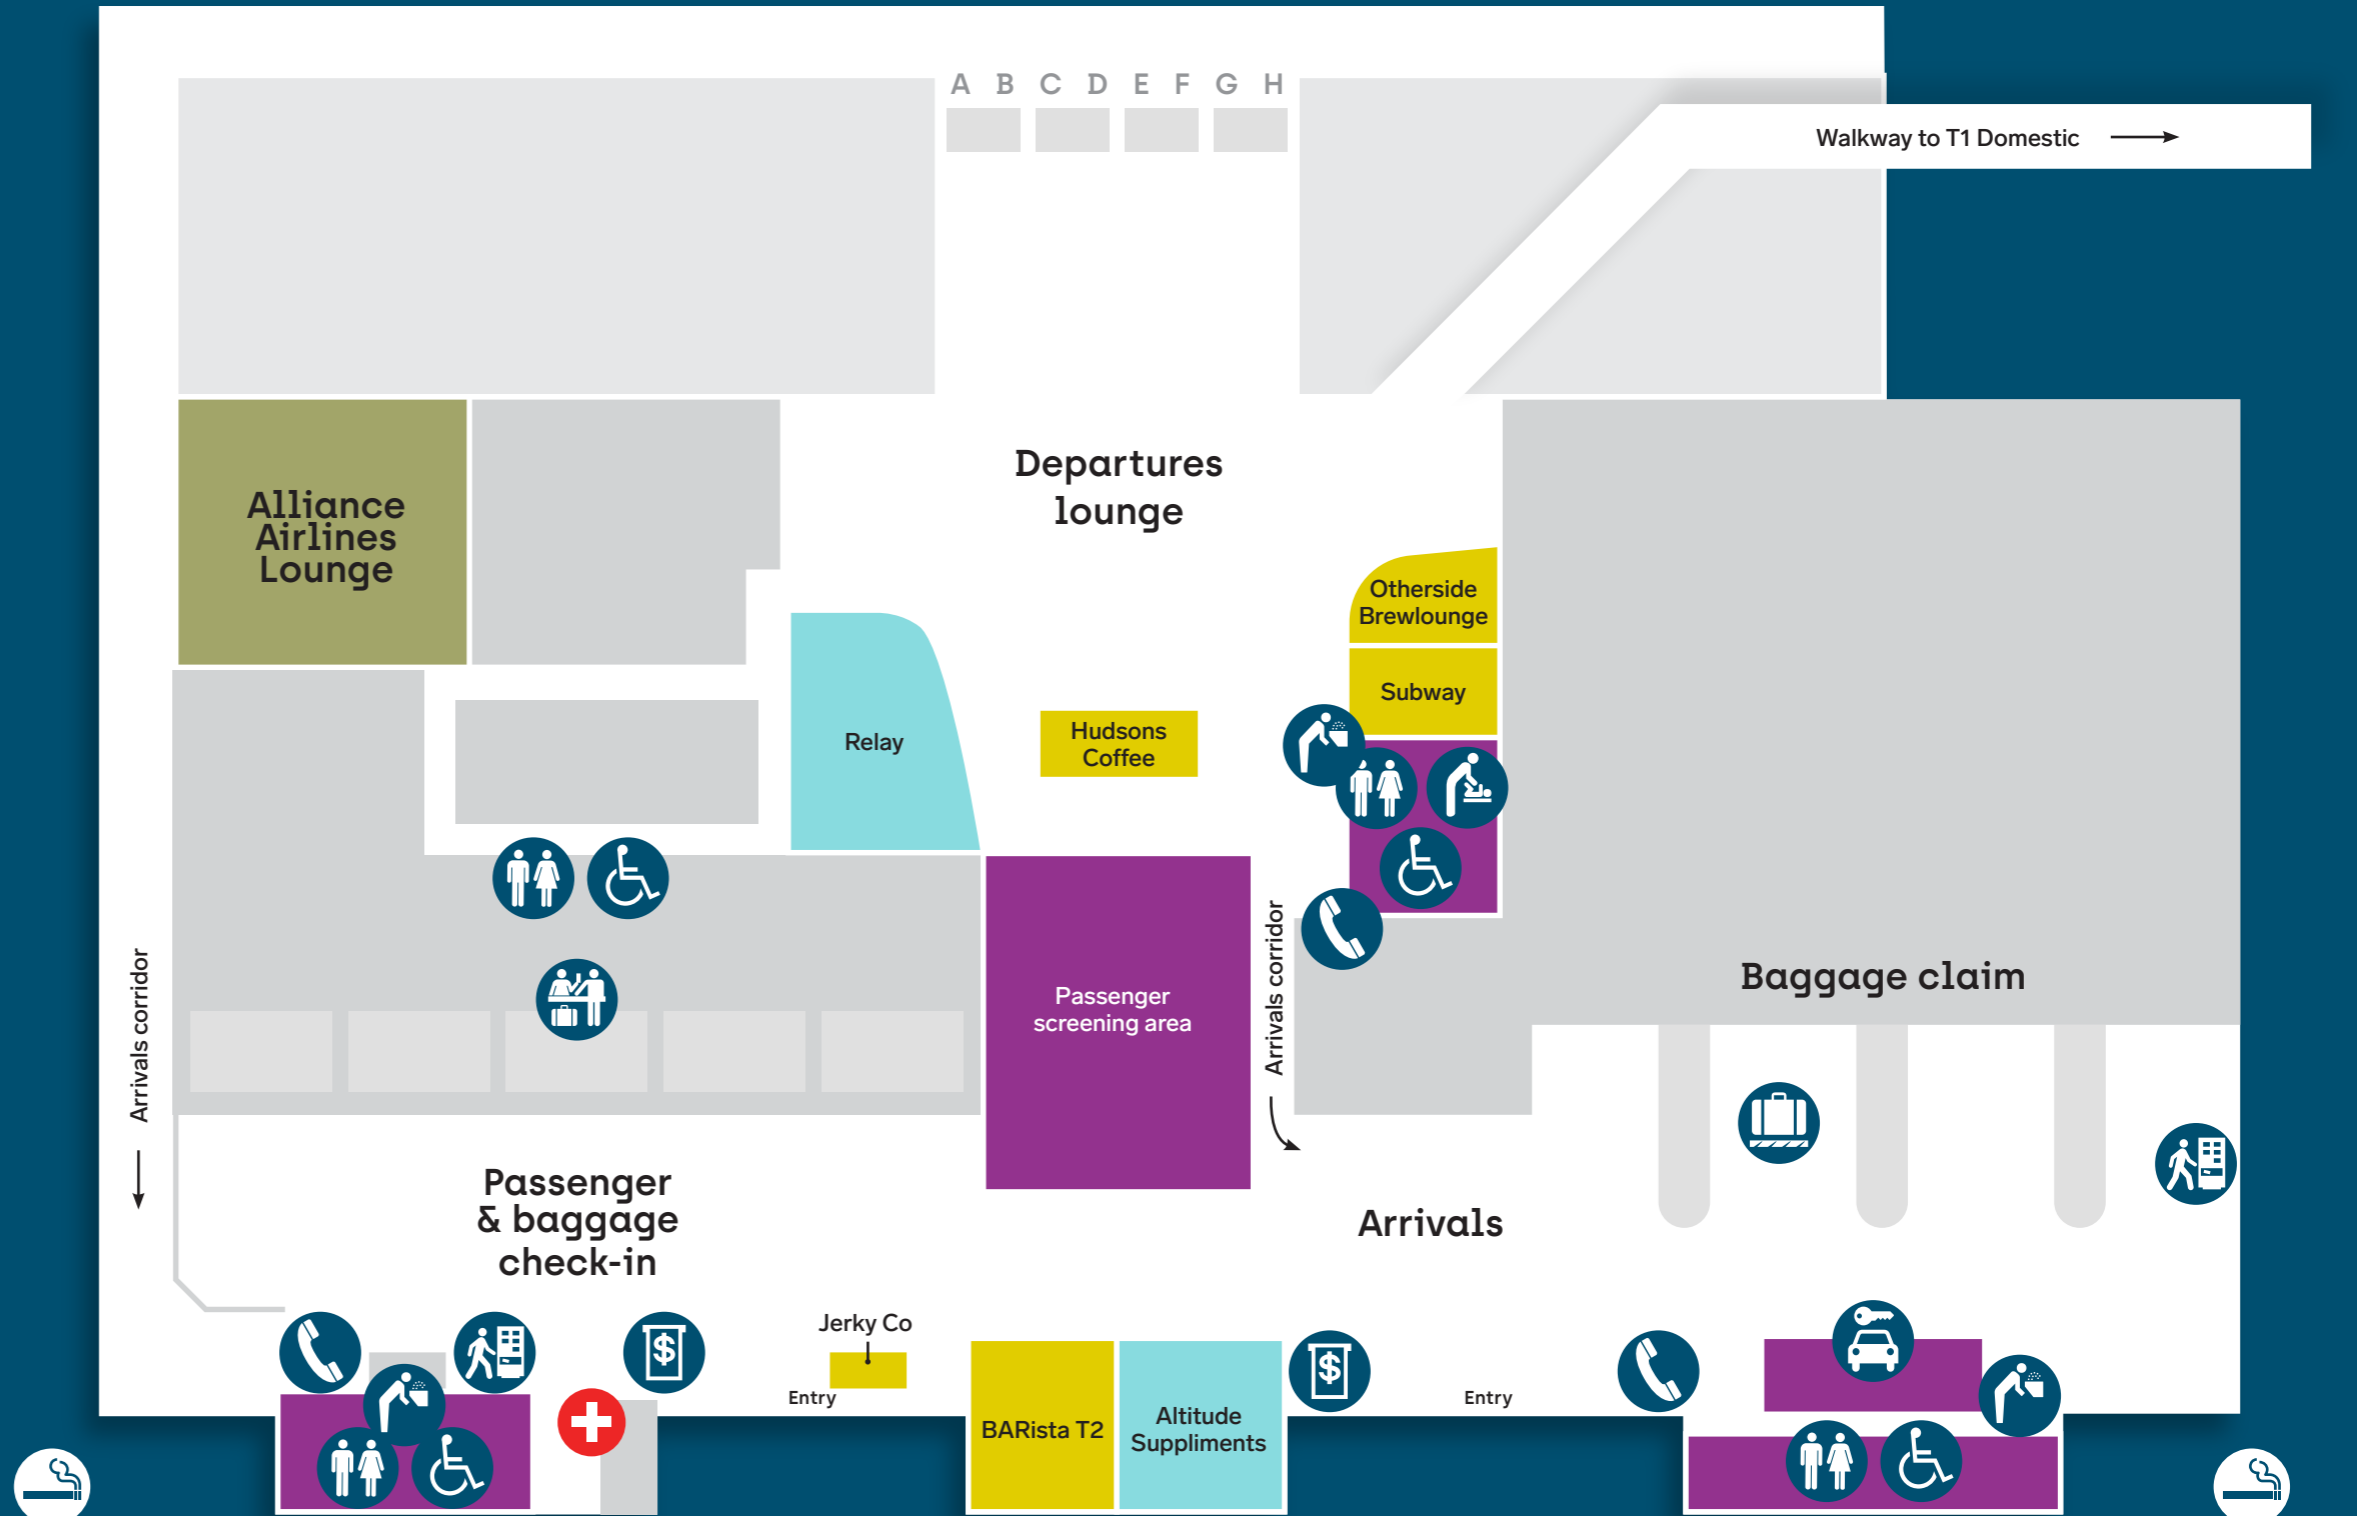 A B C D E F G H
Walkway to T1 Domestic
Departures
lounge
Alliance
Airlines
Lounge
Otherside
Brewlounge
Subway
Relay
Hudsons
Coffee
Arrivals corridor
Passenger
screening area
Arrivals corridor
Baggage claim
Passenger
& baggage
check-in
Arrivals
Jerky Co
Entry
BARista T2
Altitude
Suppliments
Entry
$
$